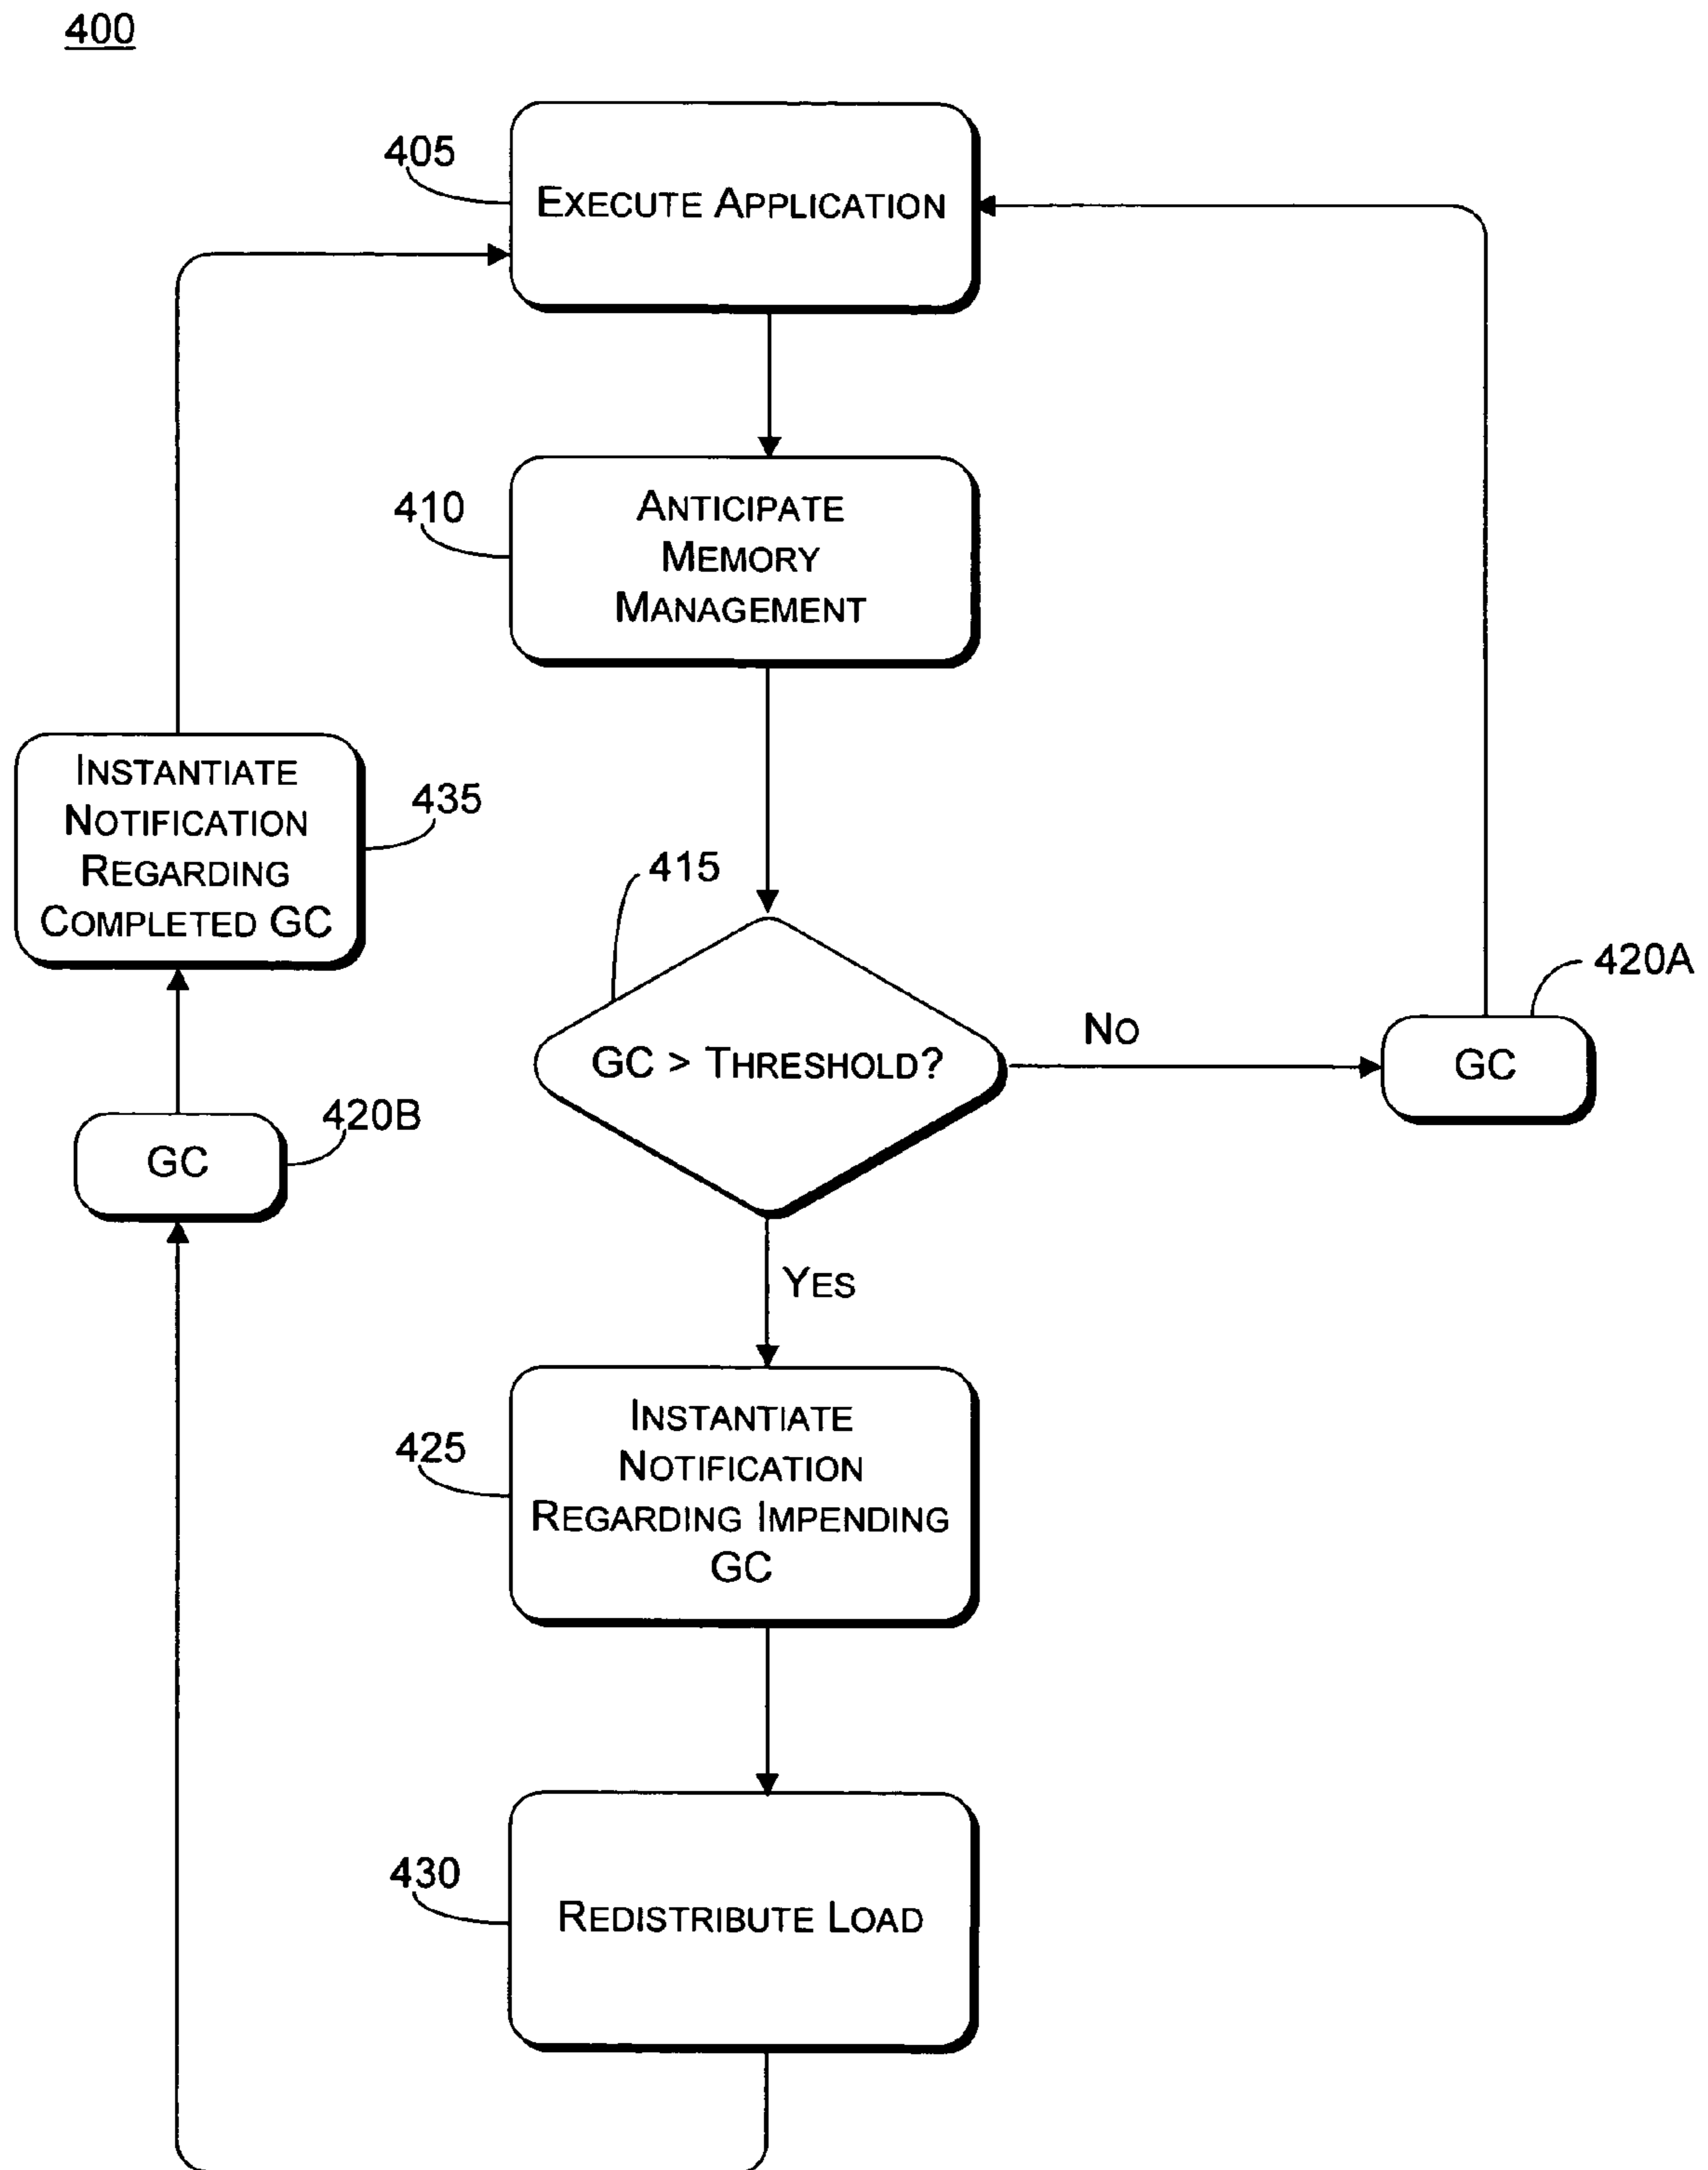 400
405
EXECUTE APPLICATION
410
ANTICIPATE
MEMORY
MANAGEMENT
INSTANTIATE
NOTIFICATION
REGARDING
COMPLETED GC
435
415
GC > THRESHOLD?
NO
420A
GC
420B
GC
YES
425
INSTANTIATE
NOTIFICATION
REGARDING IMPENDING
GC
430
REDISTRIBUTE LOAD